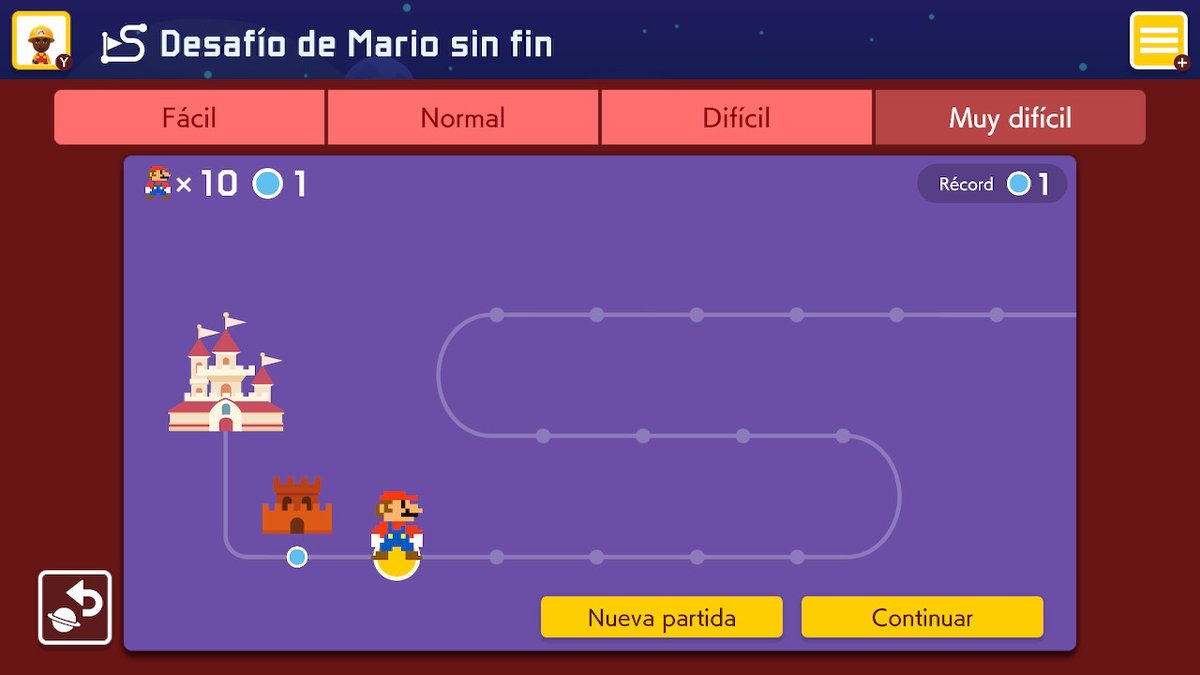 Y
Desafío de Mario sin fin
+
Fácil
Normal
Difícil
Muy difícil
× 10 1
Récord 1
Nueva partida
Continuar